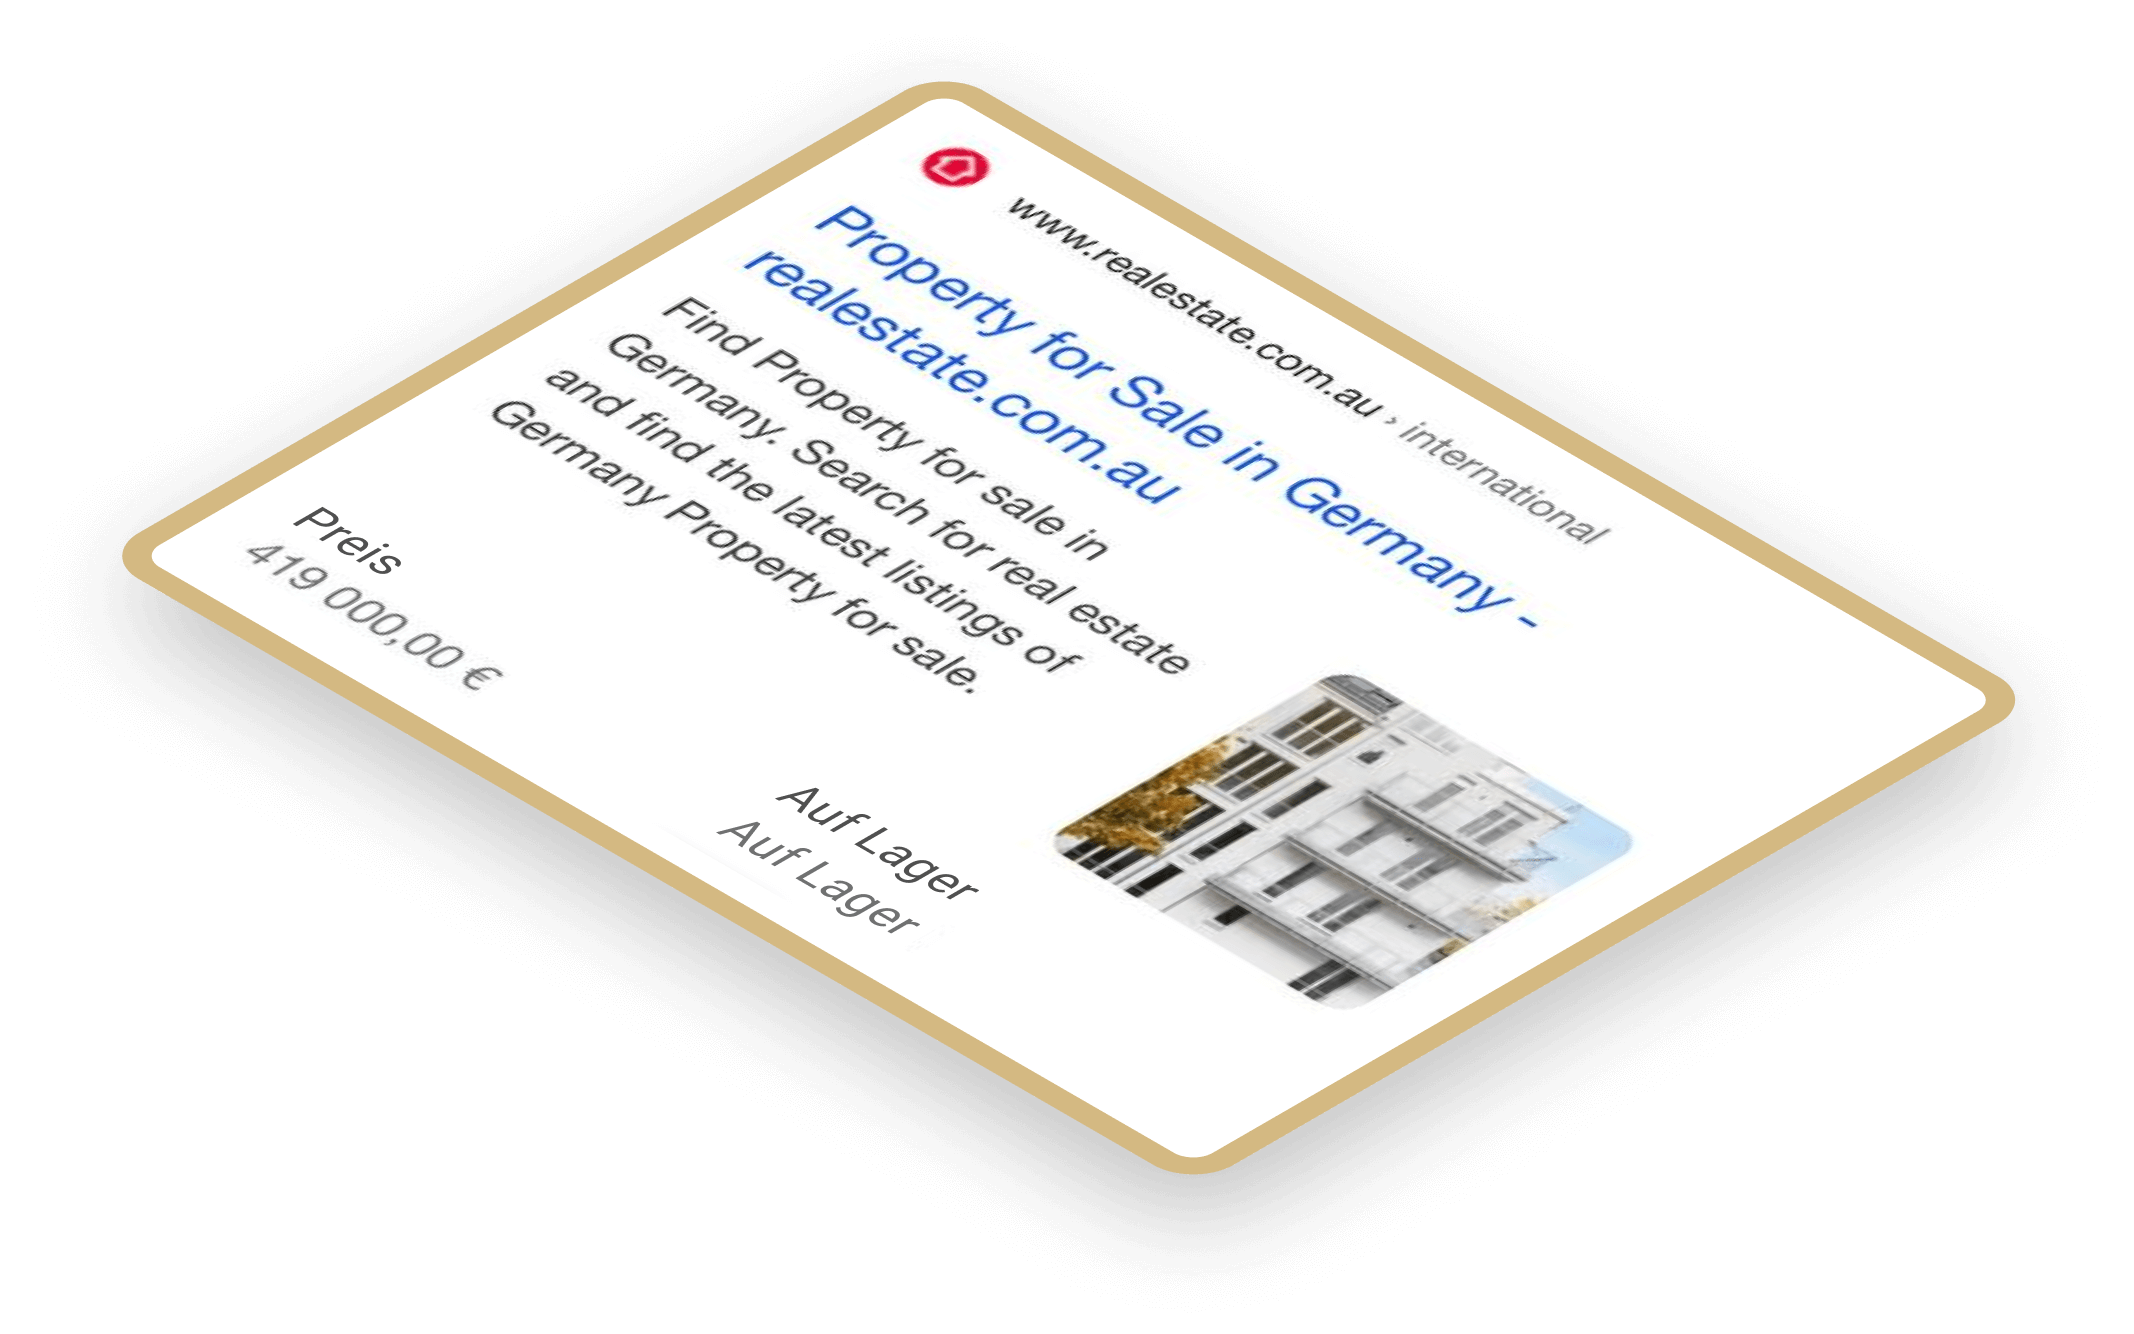 www.realestate.com.au › international
Property for Sale in Germany -
realestate.com.au
Find Property for sale in
Germany. Search for real estate
and find the latest listings of
Germany Property for sale.
Preis
419 000,00 €
Auf Lager
Auf Lager